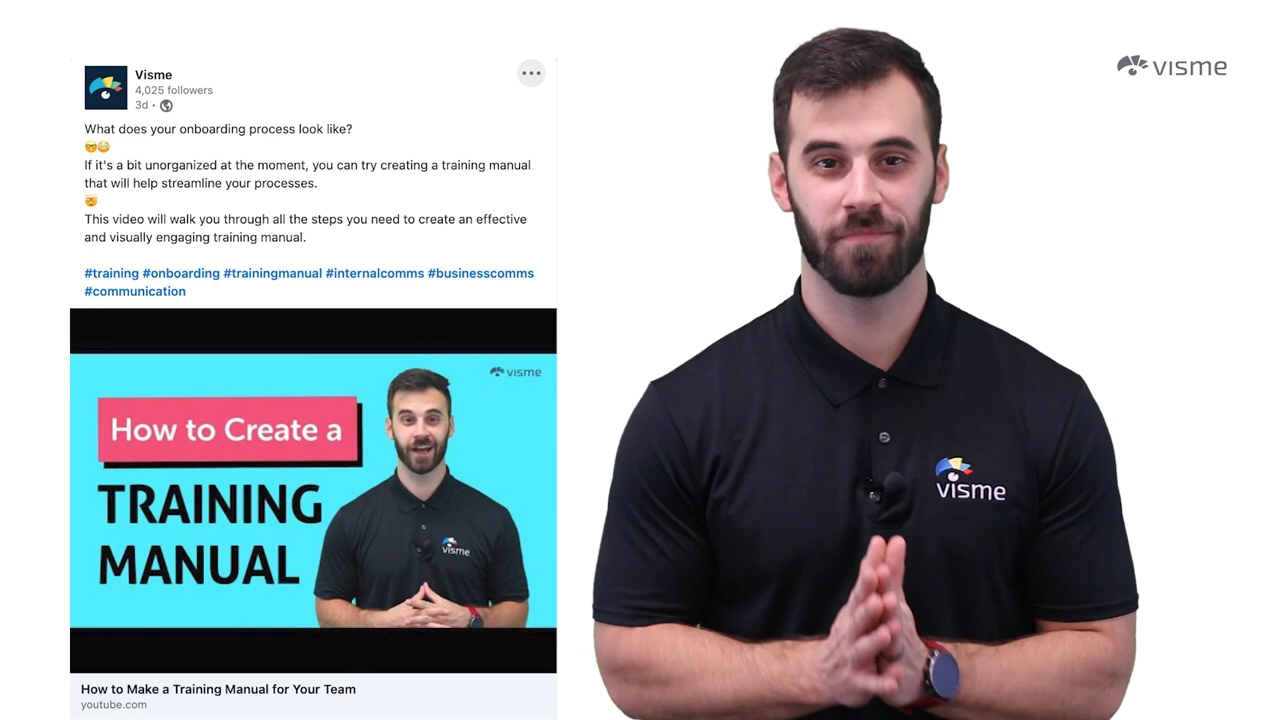 Visme
4,025 followers
3d •
What does your onboarding process look like?
If it's a bit unorganized at the moment, you can try creating a training manual
that will help streamline your processes.
This video will walk you through all the steps you need to create an effective
and visually engaging training manual.
#training #onboarding #trainingmanual #internalcomms #businesscomms
#communication
visme
How to Create a
TRAINING
MANUAL
visme
How to Make a Training Manual for Your Team
youtube.com
visme
visme